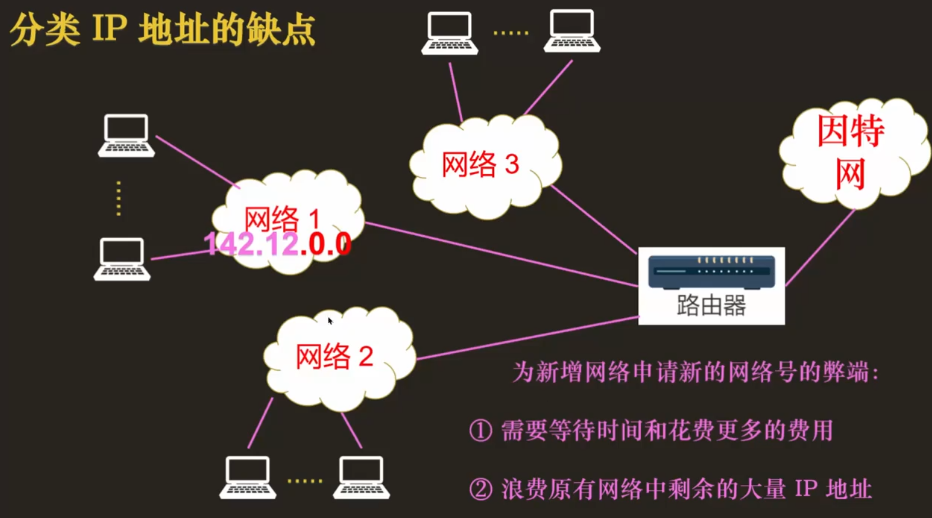 分类 IP 地址的缺点
网络 3
因特
网
网络 1
142.12.0.0
路由器
网络 2
为新增网络申请新的网络号的弊端:
① 需要等待时间和花费更多的费用
② 浪费原有网络中剩余的大量 IP 地址